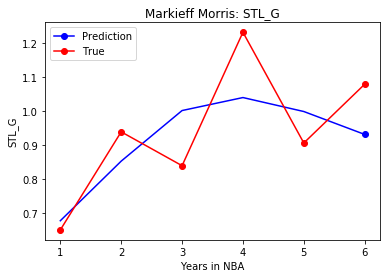 Markieff Morris: STL_G
Prediction
True
STL_G
1.2
1.1
1.0
0.9
0.8
0.7
1 2 3 4 5 6
Years in NBA